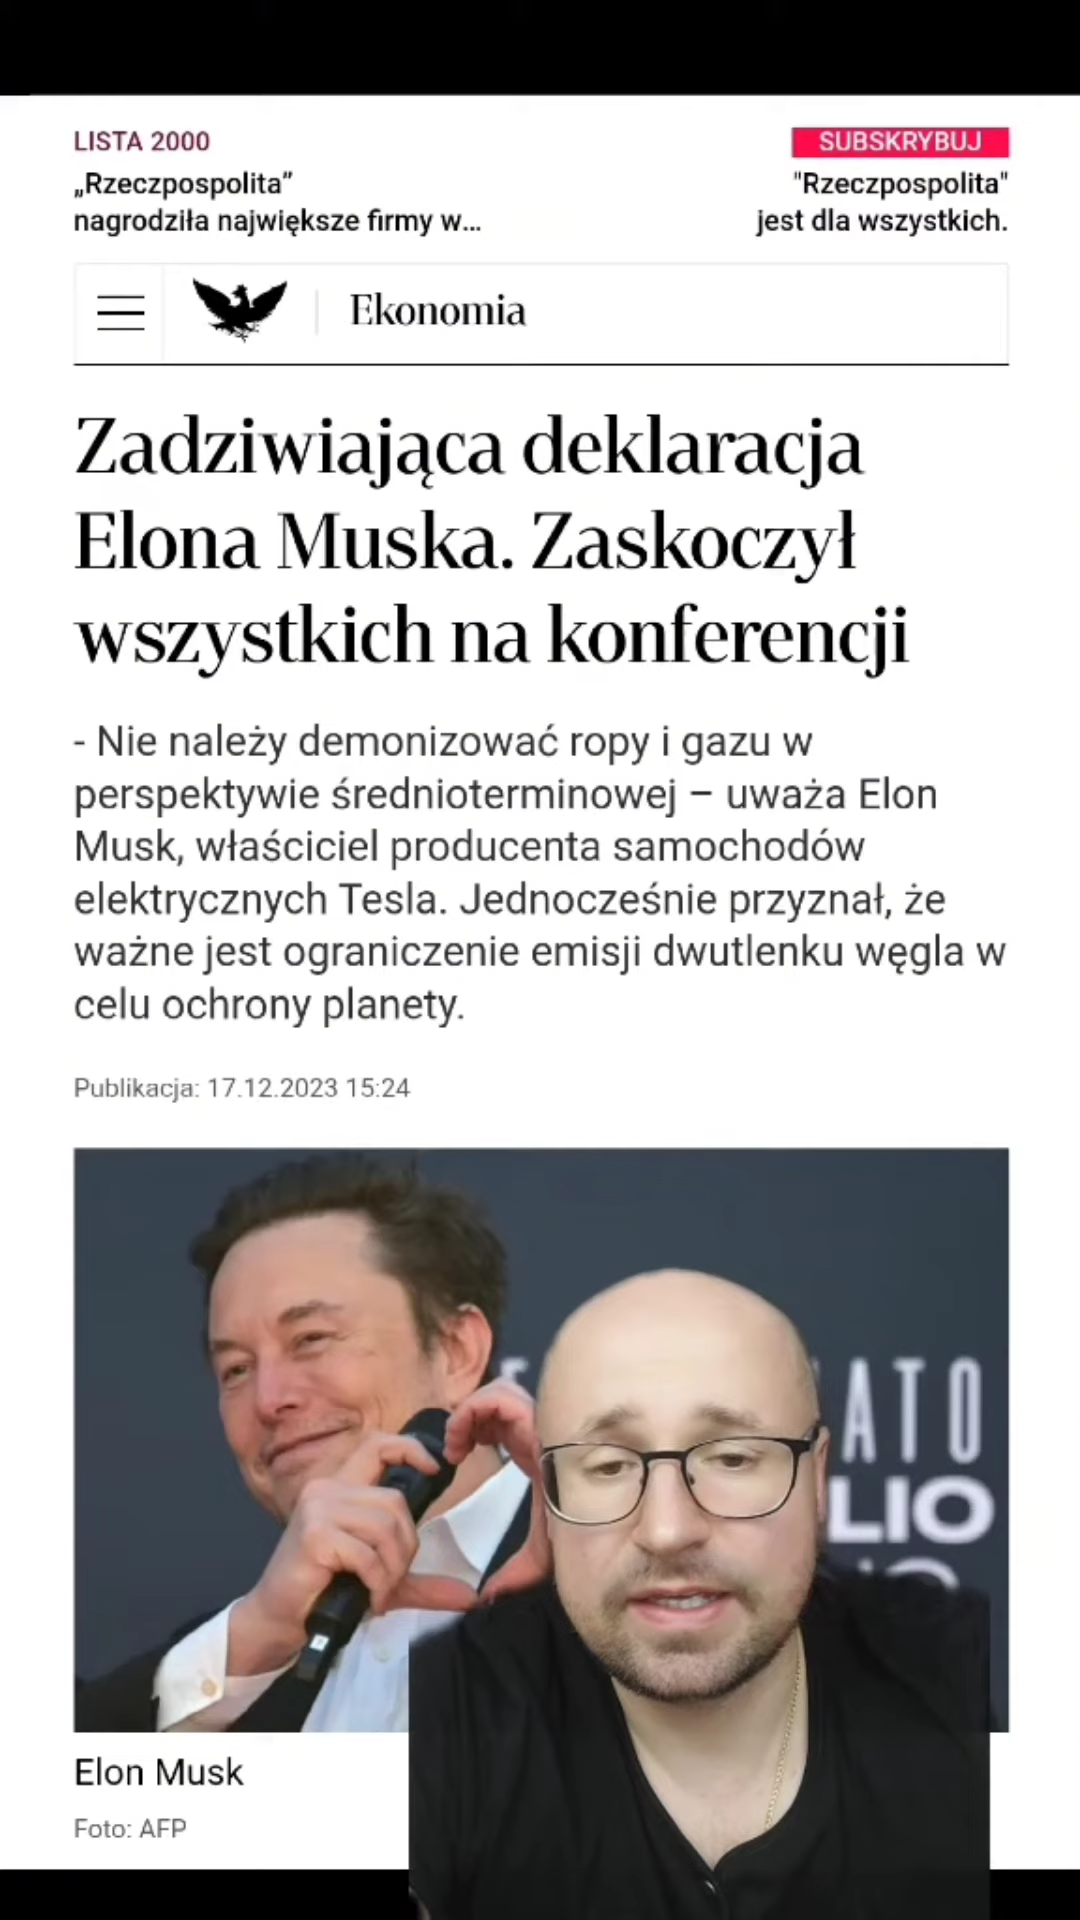 LISTA 2000
„Rzeczpospolita”
nagrodziła największe firmy w...
SUBSKRYBUJ
"Rzeczpospolita"
jest dla wszystkich.
Ekonomia
Zadziwiająca deklaracja
Elona Muska. Zaskoczył
wszystkich na konferencji
- Nie należy demonizować ropy i gazu w
perspektywie średnioterminowej – uważa Elon
Musk, właściciel producenta samochodów
elektrycznych Tesla. Jednocześnie przyznał, że
ważne jest ograniczenie emisji dwutlenku węgla w
celu ochrony planety.
Publikacja: 17.12.2023 15:24
ATO
LIO
Elon Musk
Foto: AFP